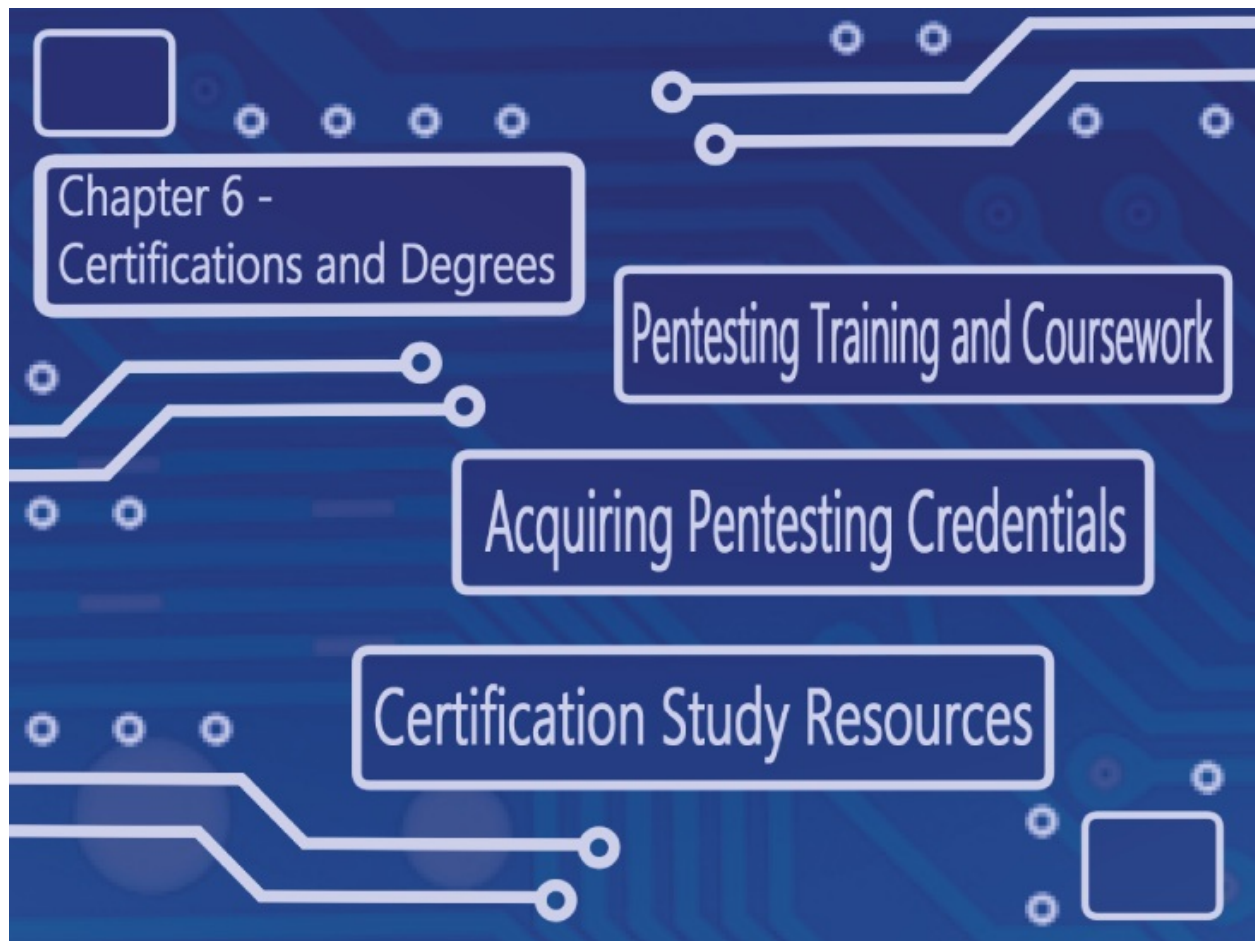 Chapter 6 -
Certifications and Degrees
Pentesting Training and Coursework
Acquiring Pentesting Credentials
Certification Study Resources